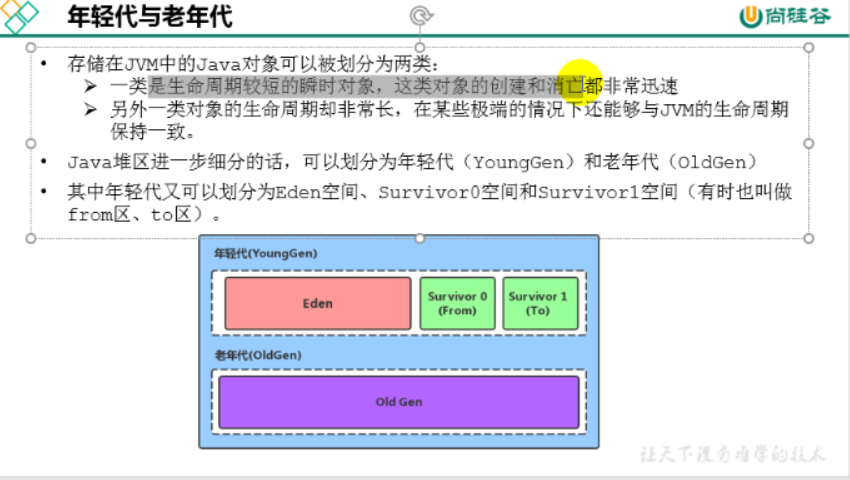 年轻代与老年代
尚硅谷
• 存储在JVM中的Java对象可以被划分为两类：
➢ 一类是生命周期较短的瞬时对象，这类对象的创建和消亡都非常迅速
➢ 另外一类对象的生命周期却非常长，在某些极端的情况下还能够与JVM的生命周期
保持一致。
• Java堆区进一步细分的话，可以划分为年轻代（YoungGen）和老年代（OldGen）
• 其中年轻代又可以划分为Eden空间、Survivor0空间和Survivor1空间（有时也叫做
from区、to区）。
年轻代(YoungGen)
Eden
Survivor 0
(From)
Survivor 1
(To)
老年代(OldGen)
Old Gen
让天下没有难学的技术